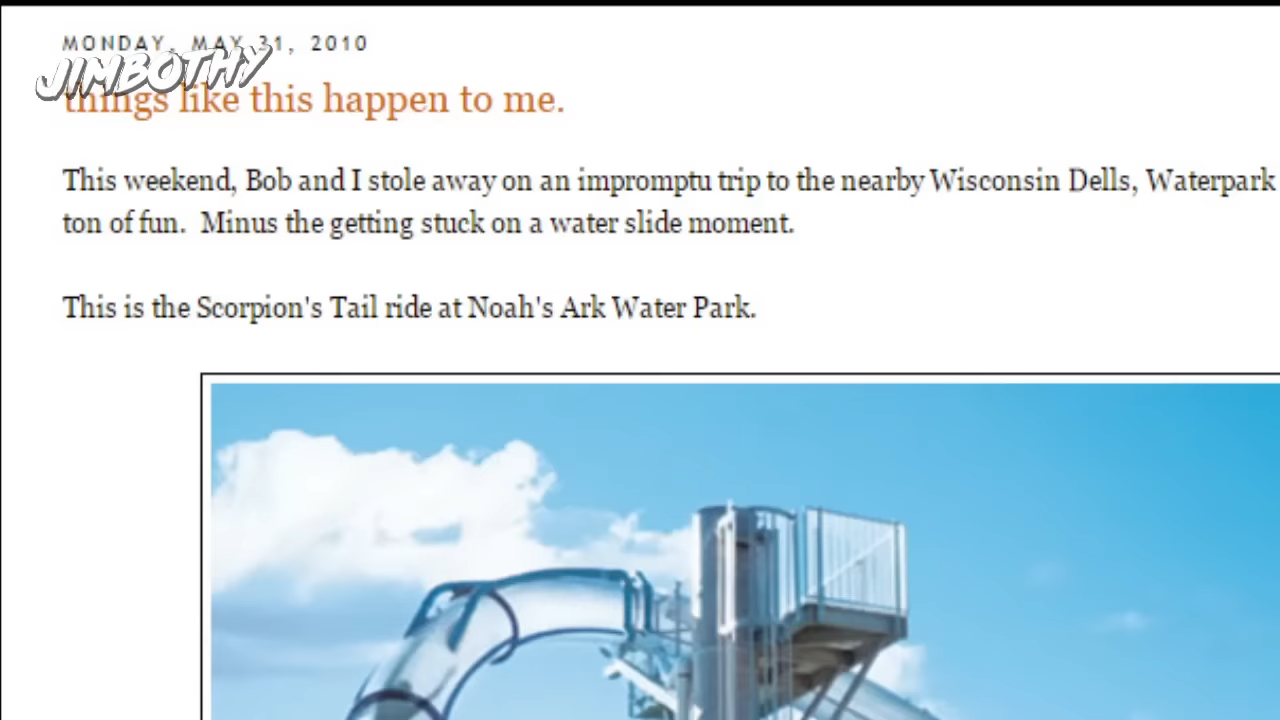 MONDAY, MAY 31, 2010
JIMBOTHY
things like this happen to me.
This weekend, Bob and I stole away on an impromptu trip to the nearby Wisconsin Dells, Waterpark
ton of fun.  Minus the getting stuck on a water slide moment.
This is the Scorpion's Tail ride at Noah's Ark Water Park.